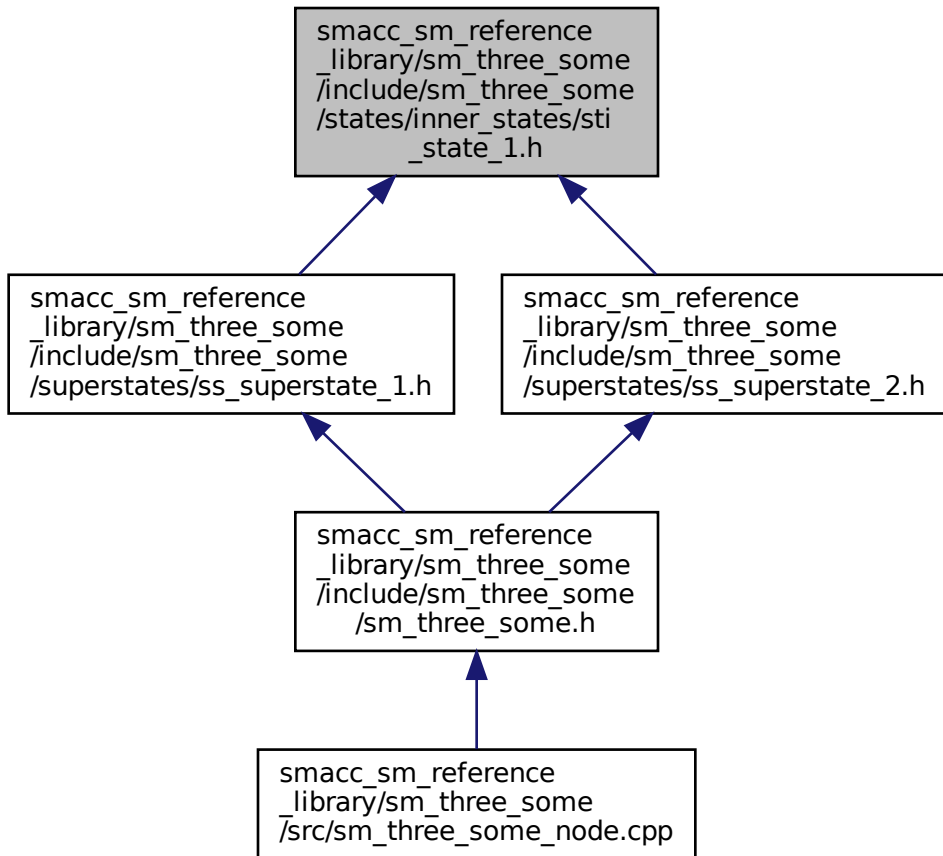 smacc_sm_reference
_library/sm_three_some
/include/sm_three_some
/states/inner_states/sti
_state_1.h
smacc_sm_reference
_library/sm_three_some
/include/sm_three_some
/superstates/ss_superstate_1.h
smacc_sm_reference
_library/sm_three_some
/include/sm_three_some
/superstates/ss_superstate_2.h
smacc_sm_reference
_library/sm_three_some
/include/sm_three_some
/sm_three_some.h
smacc_sm_reference
_library/sm_three_some
/src/sm_three_some_node.cpp